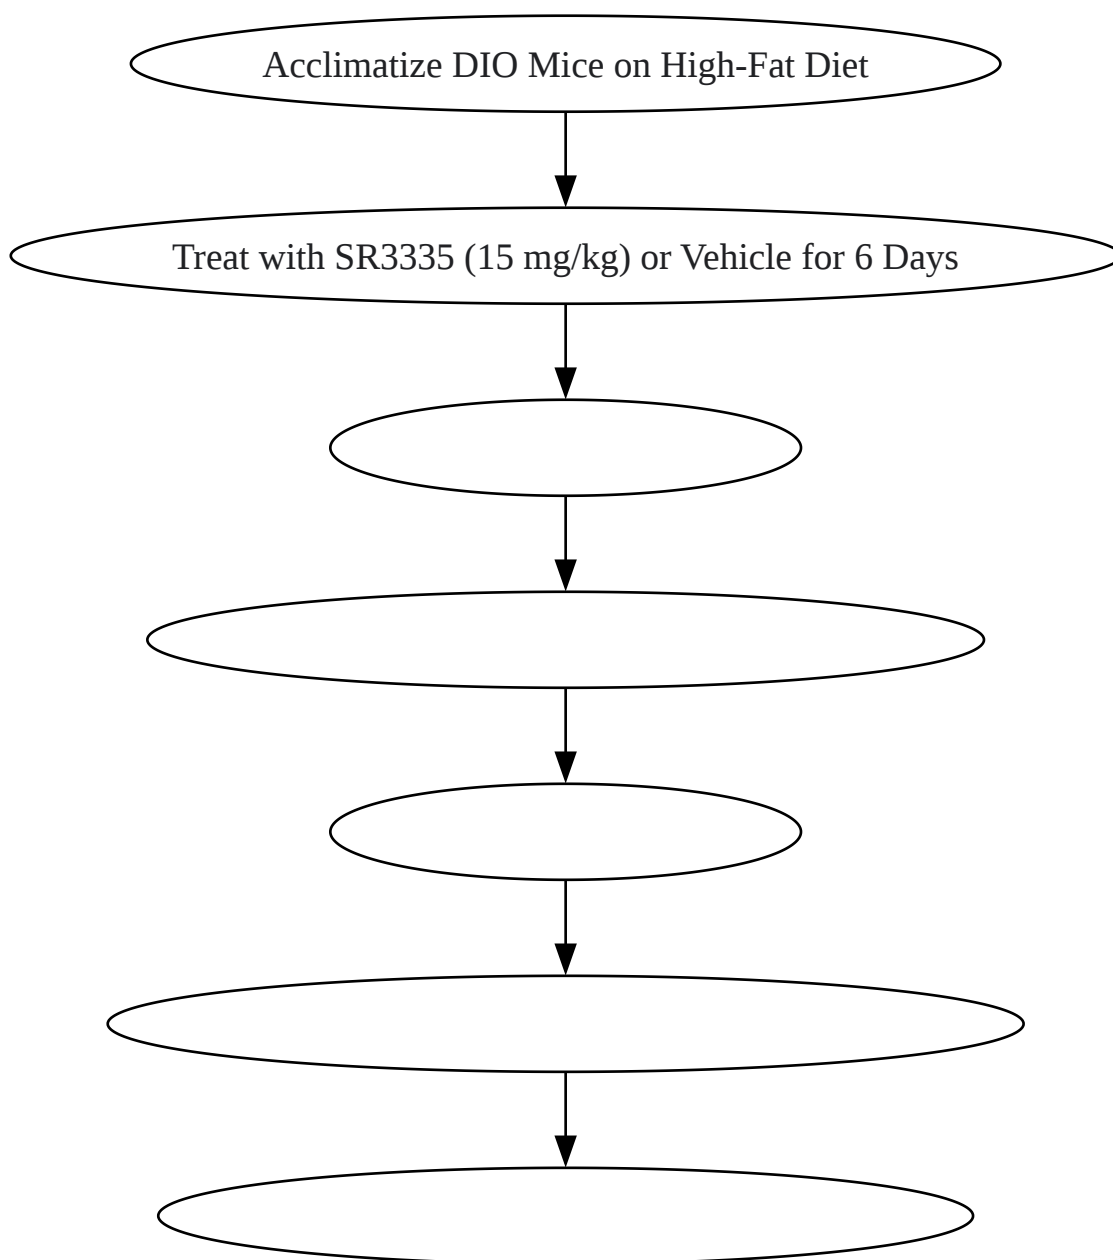 Acclimatize DIO Mice on High-Fat Diet
Treat with SR3335 (15 mg/kg) or Vehicle for 6 Days